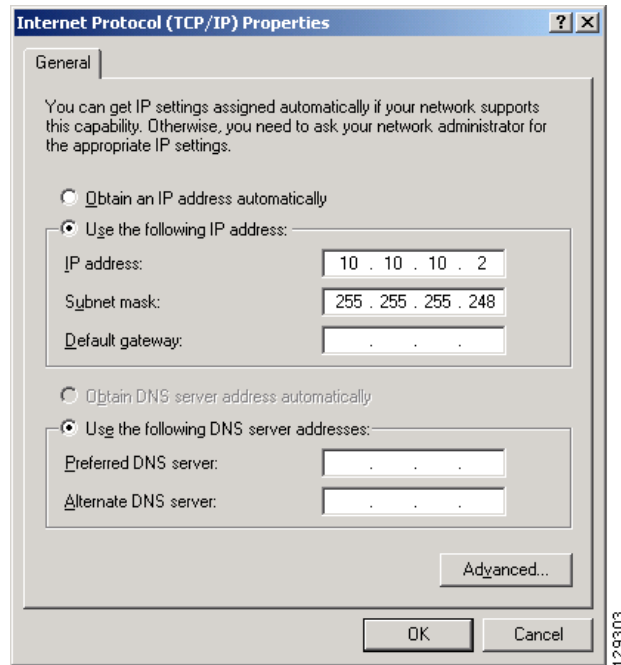 Internet Protocol (TCP/IP) Properties
General
You can get IP settings assigned automatically if your network supports
this capability. Otherwise, you need to ask your network administrator for
the appropriate IP settings.
Obtain an IP address automatically
Use the following IP address:
IP address: 10 . 10 . 10 . 2
Subnet mask: 255 . 255 . 255 . 248
Default gateway: . . .
Obtain DNS server address automatically
Use the following DNS server addresses:
Preferred DNS server: . . .
Alternate DNS server: . . .
Advanced...
OK Cancel
129303